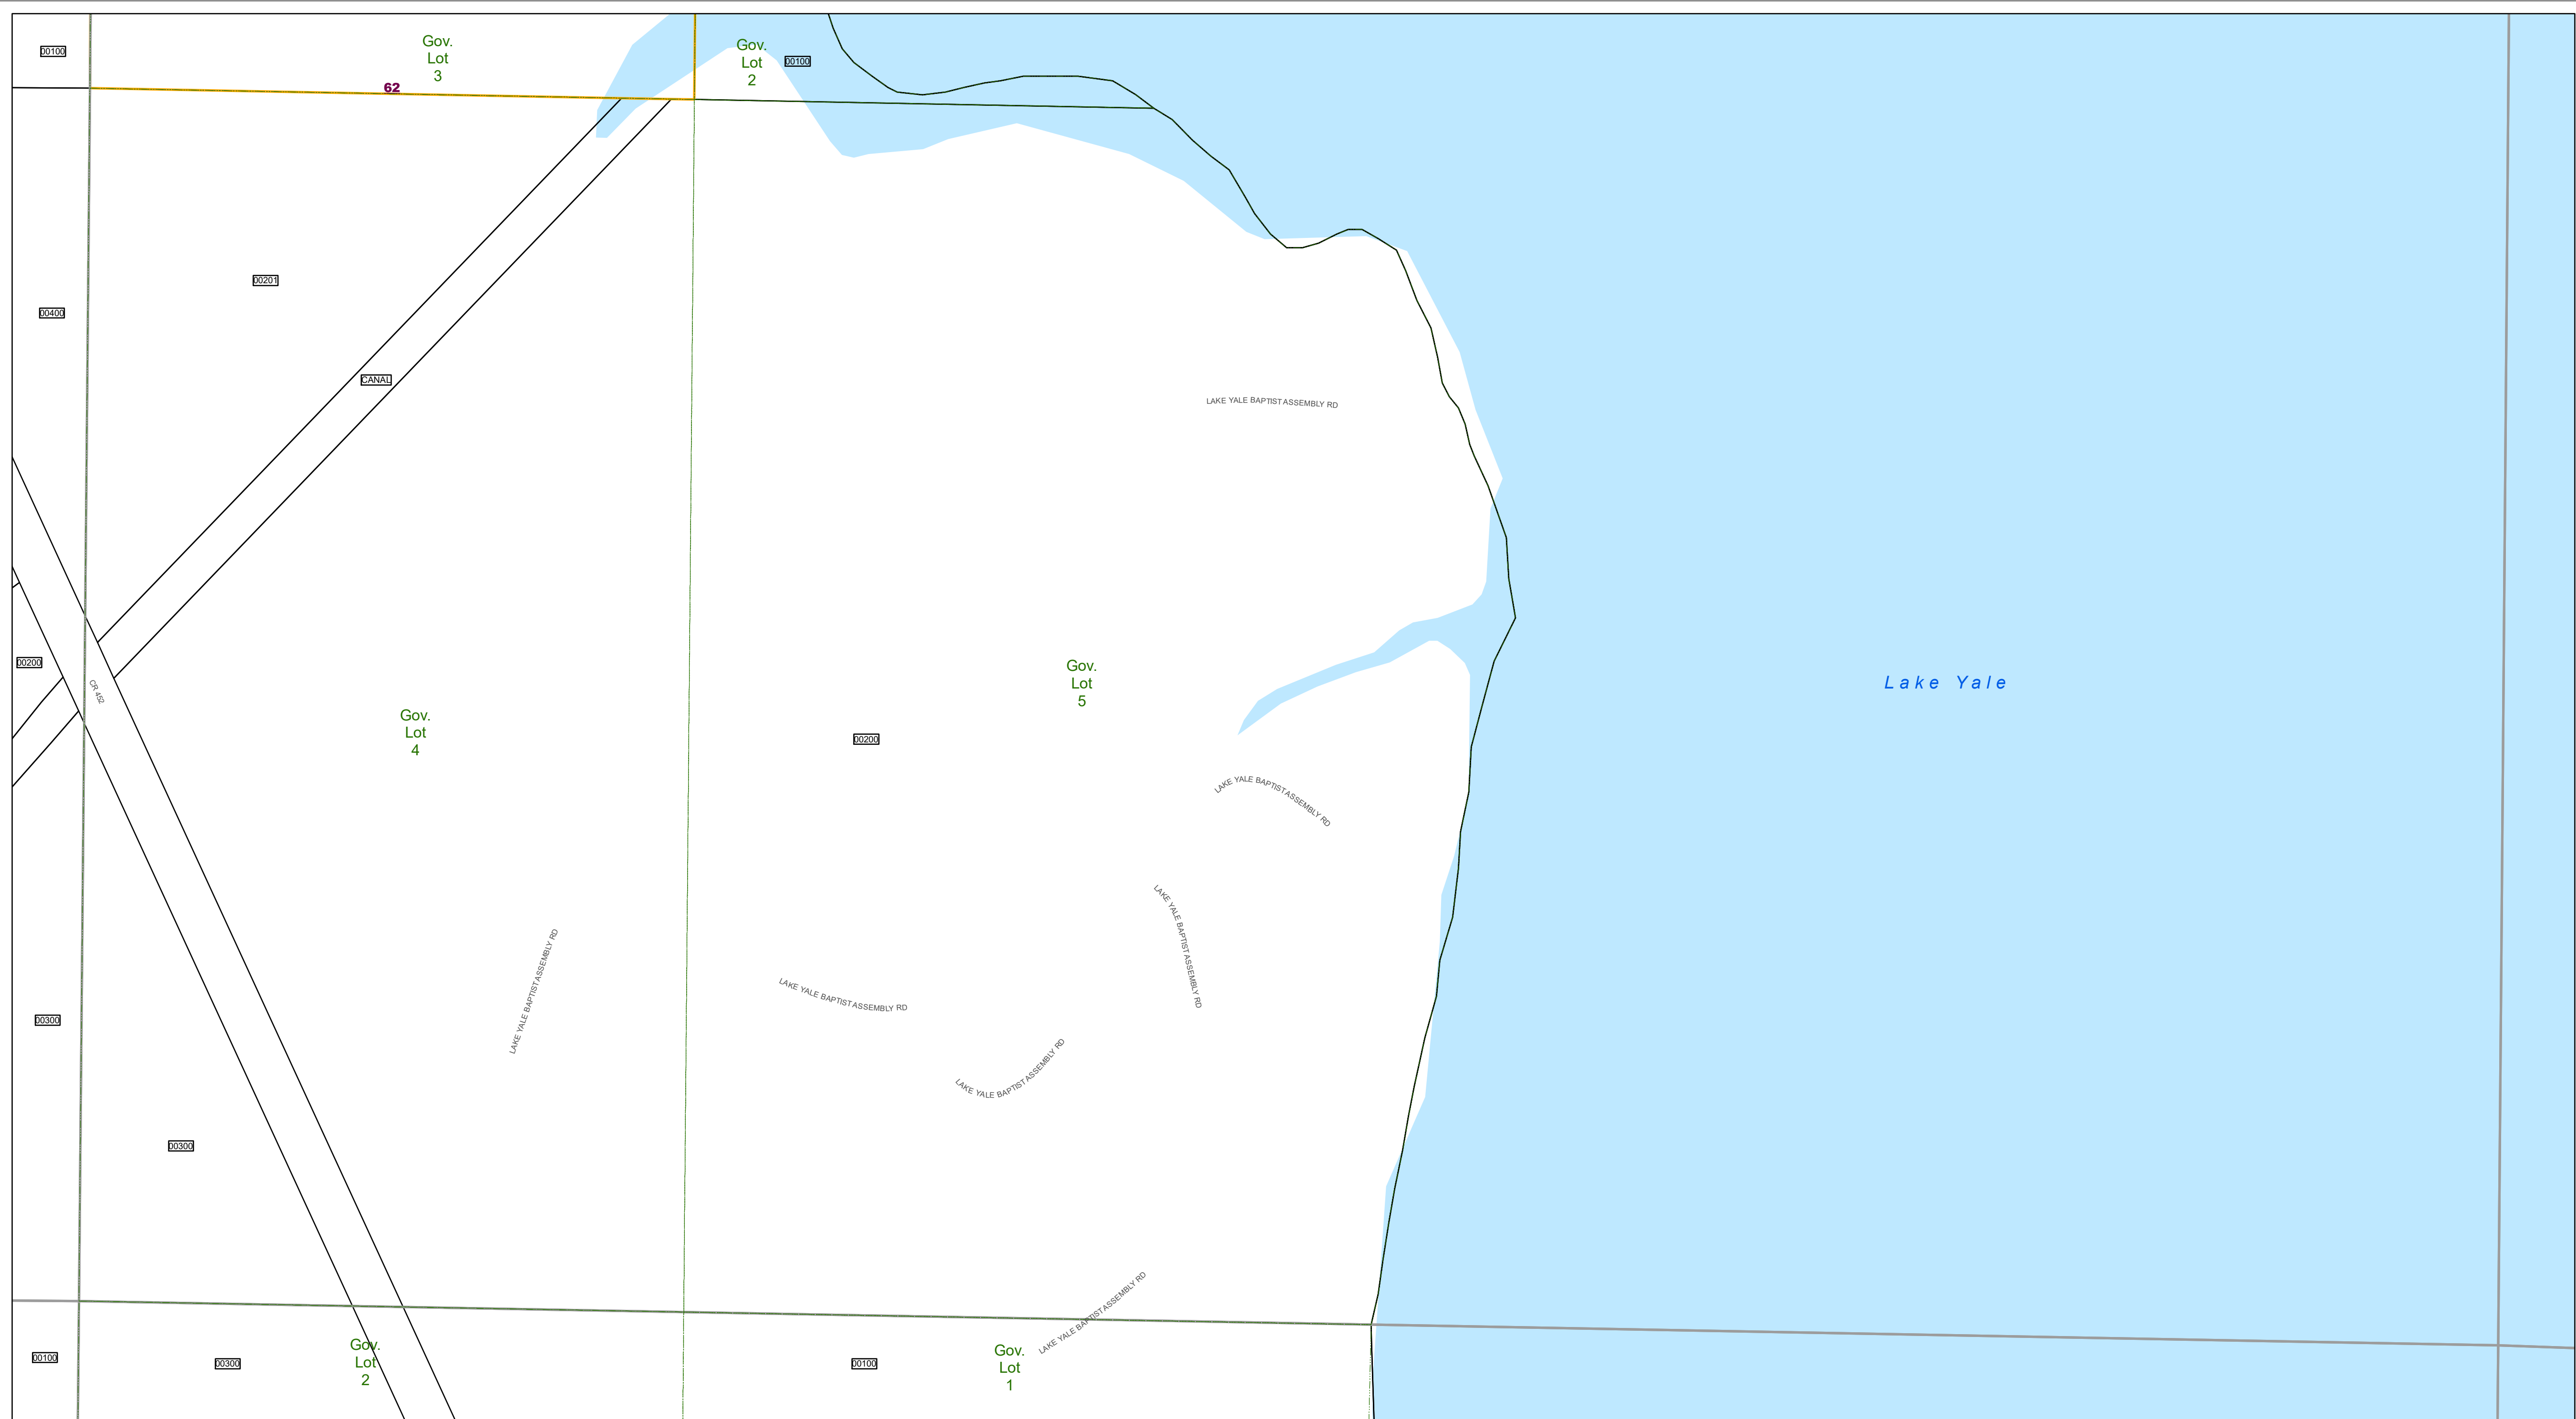 00100
Gov.
Lot
3
Gov.
Lot
2
00100
62
00201
00400
CANAL
LAKE YALE BAPTIST ASSEMBLY RD
00200
CR 452
Gov.
Lot
4
Gov.
Lot
5
Lake Yale
00200
LAKE YALE BAPTIST ASSEMBLY RD
LAKE YALE BAPTIST ASSEMBLY RD
LAKE YALE BAPTIST ASSEMBLY RD
LAKE YALE BAPTIST ASSEMBLY RD
00300
LAKE YALE BAPTIST ASSEMBLY RD
00300
LAKE YALE BAPTIST ASSEMBLY RD
00100
00300
Gov.
Lot
2
00100
Gov.
Lot
1